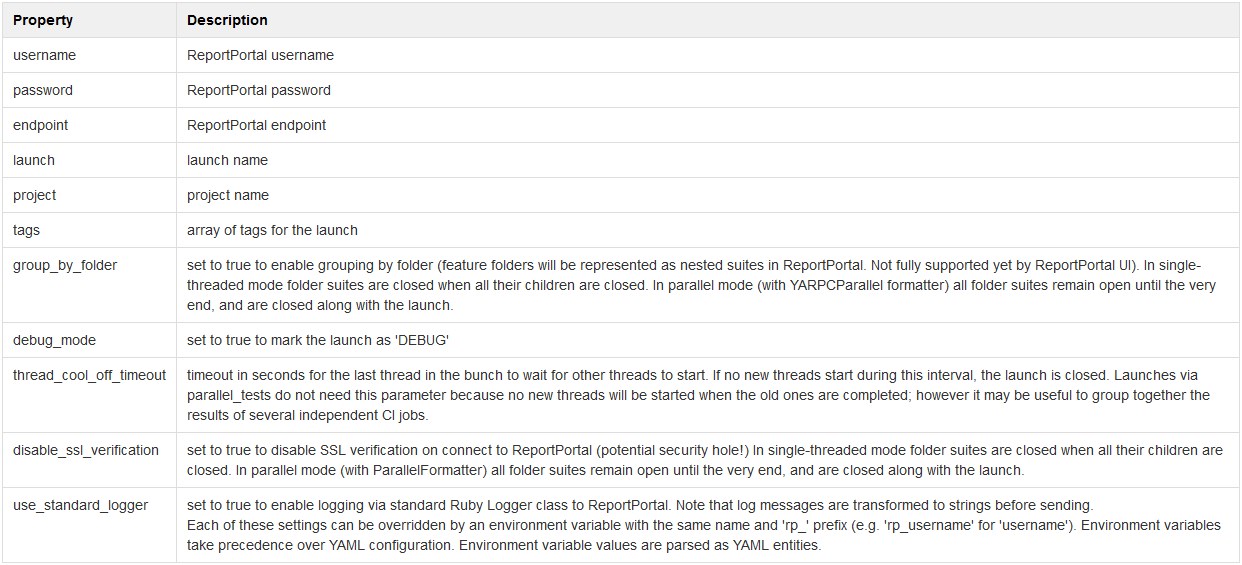 Property Description
username ReportPortal username
password ReportPortal password
endpoint ReportPortal endpoint
launch launch name
project project name
tags array of tags for the launch
group_by_folder set to true to enable grouping by folder (feature folders will be represented as nested suites in ReportPortal. Not fully supported yet by ReportPortal UI). In single-
threaded mode folder suites are closed when all their children are closed. In parallel mode (with YARPCParallel formatter) all folder suites remain open until the very
end, and are closed along with the launch.
debug_mode set to true to mark the launch as 'DEBUG'
thread_cool_off_timeout timeout in seconds for the last thread in the bunch to wait for other threads to start. If no new threads start during this interval, the launch is closed. Launches via
parallel_tests do not need this parameter because no new threads will be started when the old ones are completed; however it may be useful to group together the
results of several independent CI jobs.
disable_ssl_verification set to true to disable SSL verification on connect to ReportPortal (potential security hole!) In single-threaded mode folder suites are closed when all their children are
closed. In parallel mode (with ParallelFormatter) all folder suites remain open until the very end, and are closed along with the launch.
use_standard_logger set to true to enable logging via standard Ruby Logger class to ReportPortal. Note that log messages are transformed to strings before sending.
Each of these settings can be overridden by an environment variable with the same name and 'rp_' prefix (e.g. 'rp_username' for 'username'). Environment variables
take precedence over YAML configuration. Environment variable values are parsed as YAML entities.